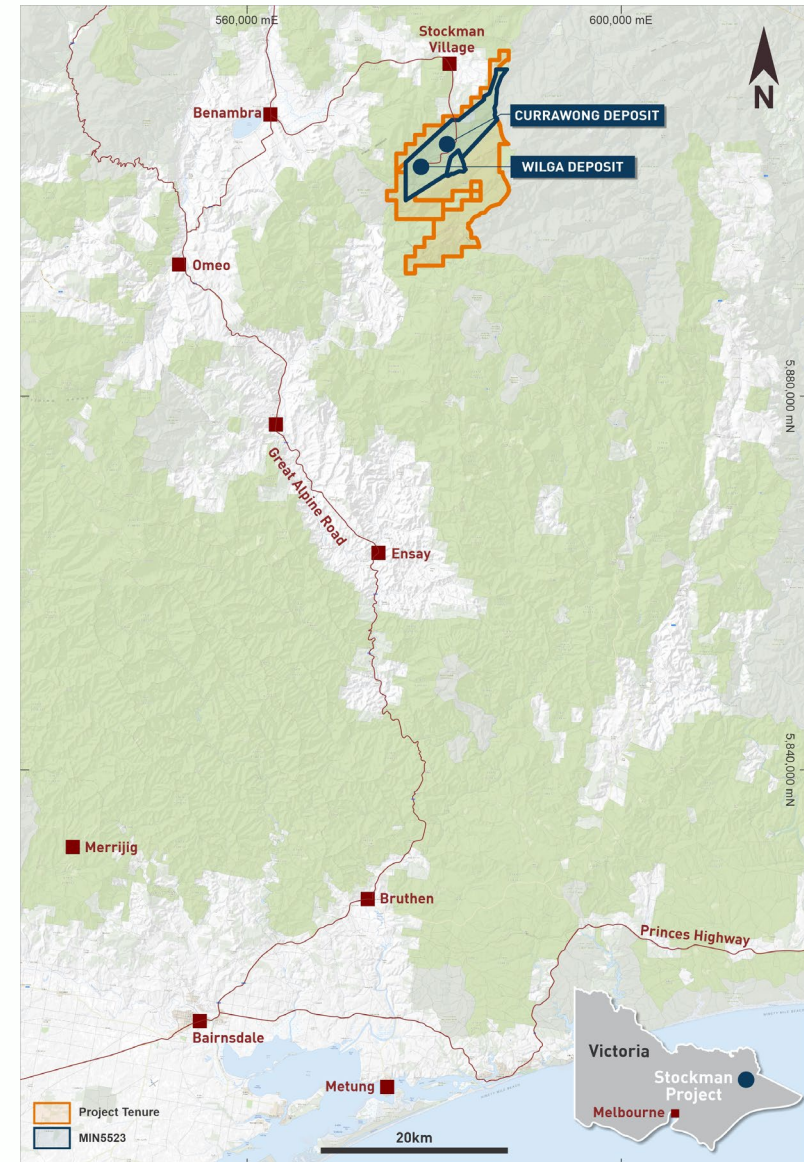 560,000 mE
600,000 mE
Stockman
Village
N
Benambra
CURRAWONG DEPOSIT
WILGA DEPOSIT
Omeo
5,880,000 mN
Great Alpine Road
Ensay
5,840,000 mN
Merrijig
Bruthen
Princes Highway
Bairnsdale
Victoria
Stockman
Project
Metung
Melbourne
Project Tenure
MIN5523
20km